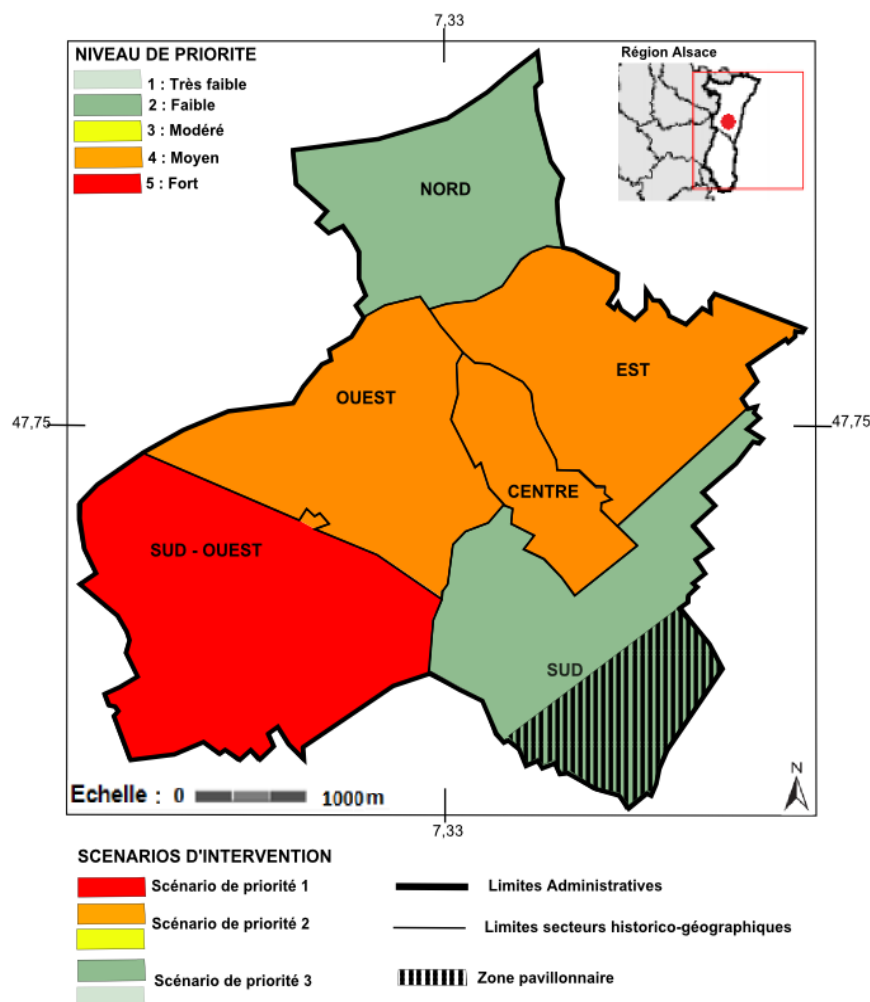 7,33
NIVEAU DE PRIORITE
1 : Très faible
2 : Faible
3 : Modéré
4 : Moyen
5 : Fort
Région Alsace
NORD
EST
OUEST
47,75
47,75
CENTRE
SUD - OUEST
SUD
N
Echelle : 0 1000m
7,33
SCENARIOS D'INTERVENTION
Scénario de priorité 1
Scénario de priorité 2
Scénario de priorité 3
Limites Administratives
Limites secteurs historico-géographiques
Zone pavillonnaire